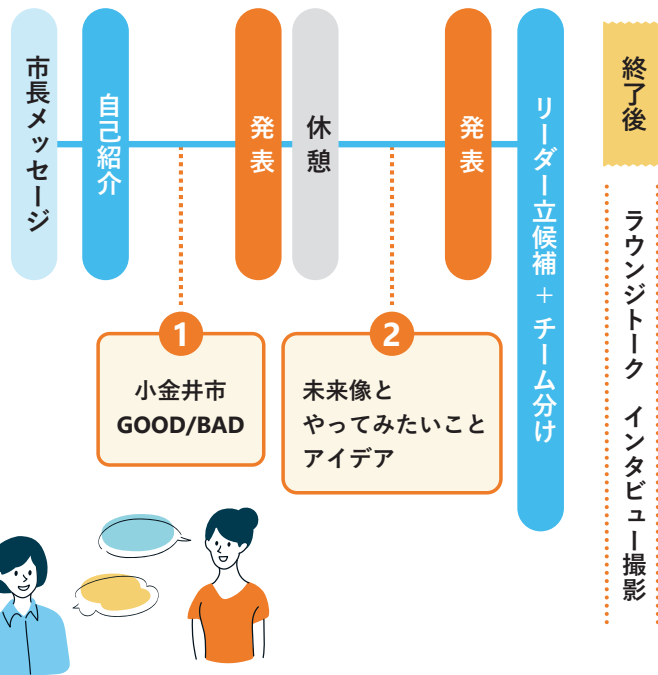 市長メッセージ
自己紹介
1
小金井市
GOOD/BAD
発表
休憩
2
未来像と
やってみたいこと
アイデア
発表
リーダー立候補 + チーム分け
終了後
ラウンジトーク インタビュー撮影